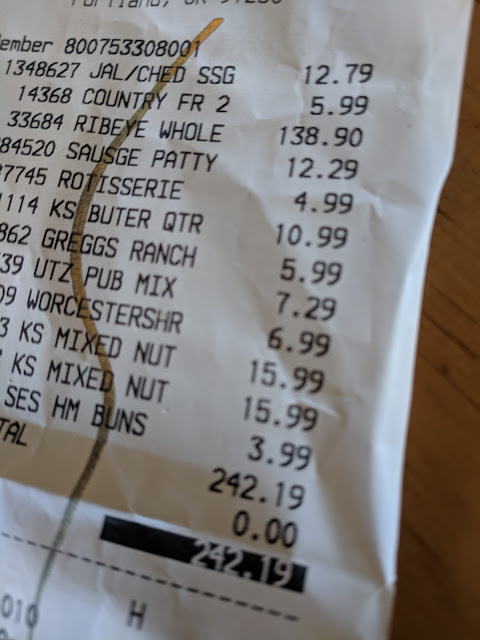 Portland, OR 97230
ember 800753308001
1348627 JAL/CHED SSG 12.79
14368 COUNTRY FR 2 5.99
33684 RIBEYE WHOLE 138.90
84520 SAUSGE PATTY 12.29
7745 ROTISSERIE 4.99
1114 KS BUTER QTR 10.99
862 GREGGS RANCH 5.99
39 UTZ PUB MIX 7.29
09 WORCESTERSHR 6.99
3 KS MIXED NUT 15.99
KS MIXED NUT 15.99
SES HM BUNS 3.99
TAL 242.19
0.00
242.19
010 H